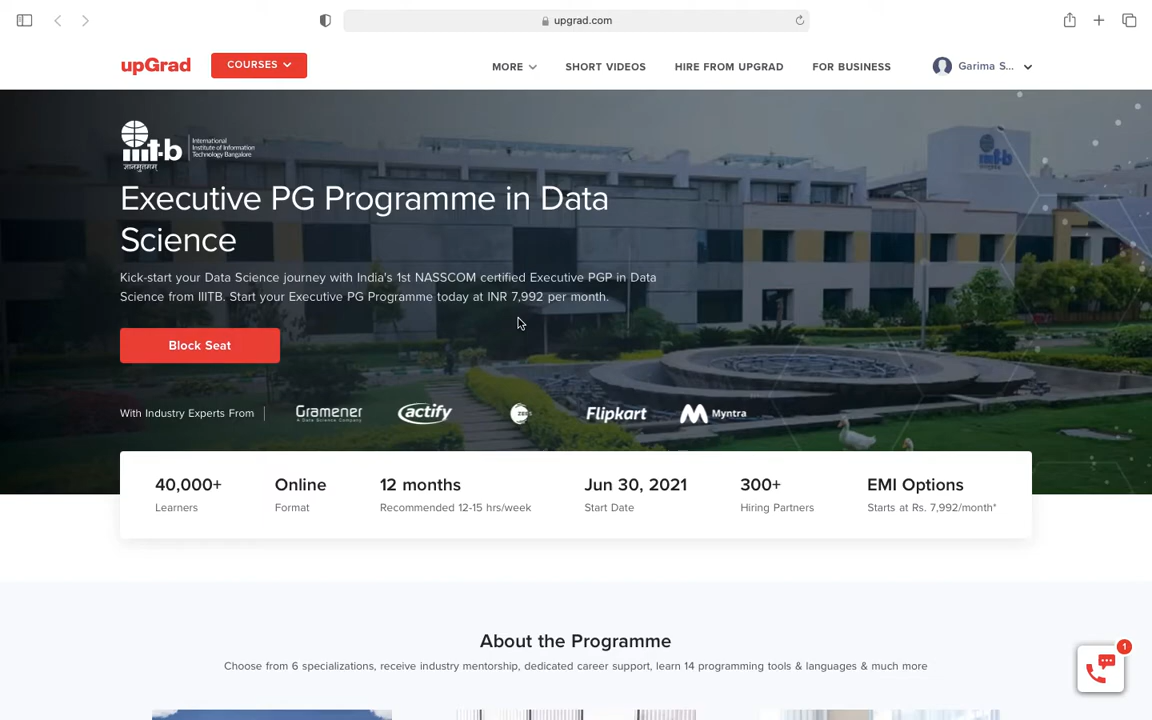 upgrad.com
upGrad
COURSES
MORE
SHORT VIDEOS
HIRE FROM UPGRAD
FOR BUSINESS
Garima S...
iiit-b
International
Institute of Information
Technology Bangalore
Executive PG Programme in Data
Science
Kick-start your Data Science journey with India's 1st NASSCOM certified Executive PGP in Data
Science from IIITB. Start your Executive PG Programme today at INR 7,992 per month.
Block Seat
With Industry Experts From
Gramener
A Data Science Company
actify
ZEE5
Flipkart
Myntra
40,000+
Learners
Online
Format
12 months
Recommended 12-15 hrs/week
Jun 30, 2021
Start Date
300+
Hiring Partners
EMI Options
Starts at Rs. 7,992/month*
About the Programme
Choose from 6 specializations, receive industry mentorship, dedicated career support, learn 14 programming tools & languages & much more
1